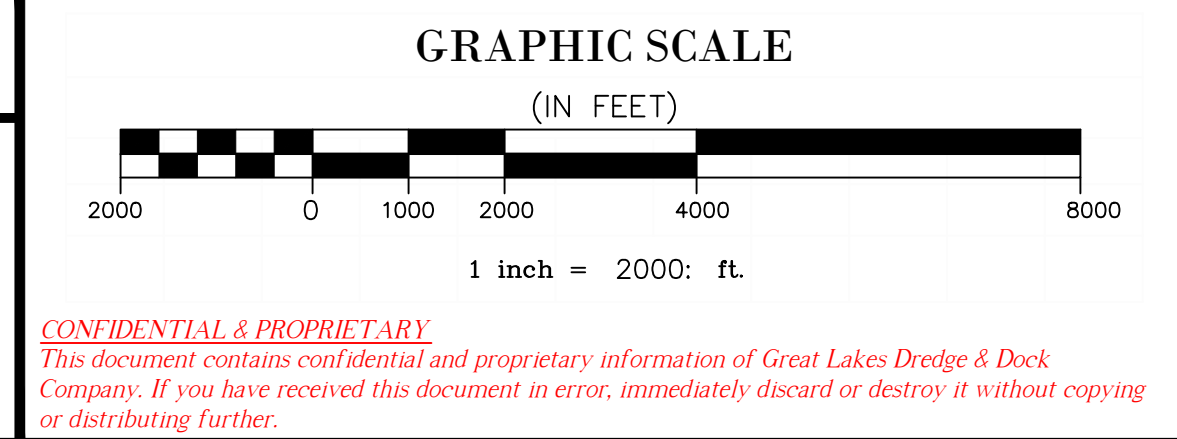 GRAPHIC SCALE
(IN FEET)
2000 0 1000 2000 4000 8000
1 inch = 2000: ft.
CONFIDENTIAL & PROPRIETARY
This document contains confidential and proprietary information of Great Lakes Dredge & Dock
Company. If you have received this document in error, immediately discard or destroy it without copying
or distributing further.